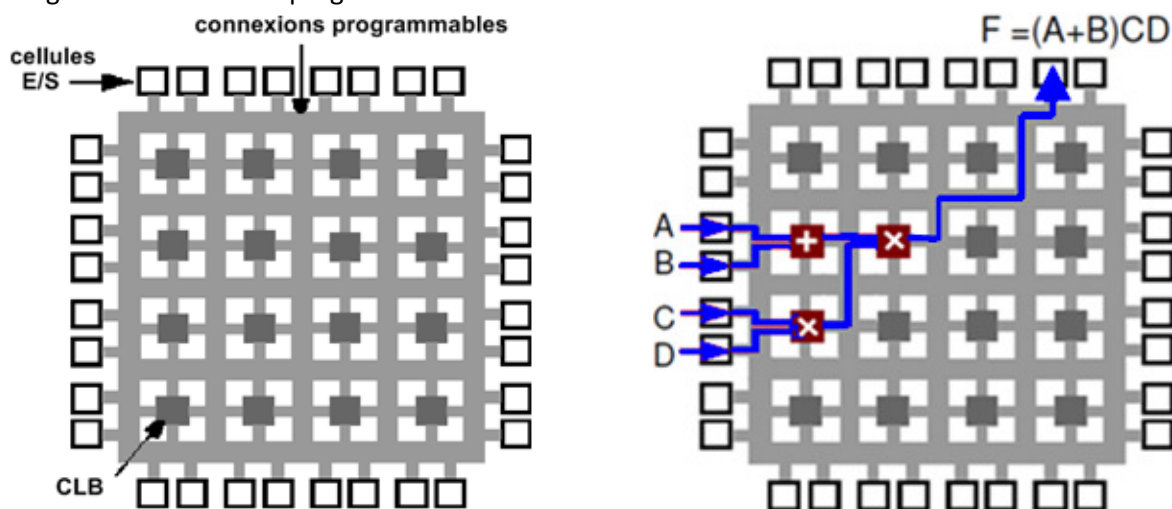 connexions programmables
cellules
E/S
CLB
F =(A+B)CD
A
B
C
D
+
×
×